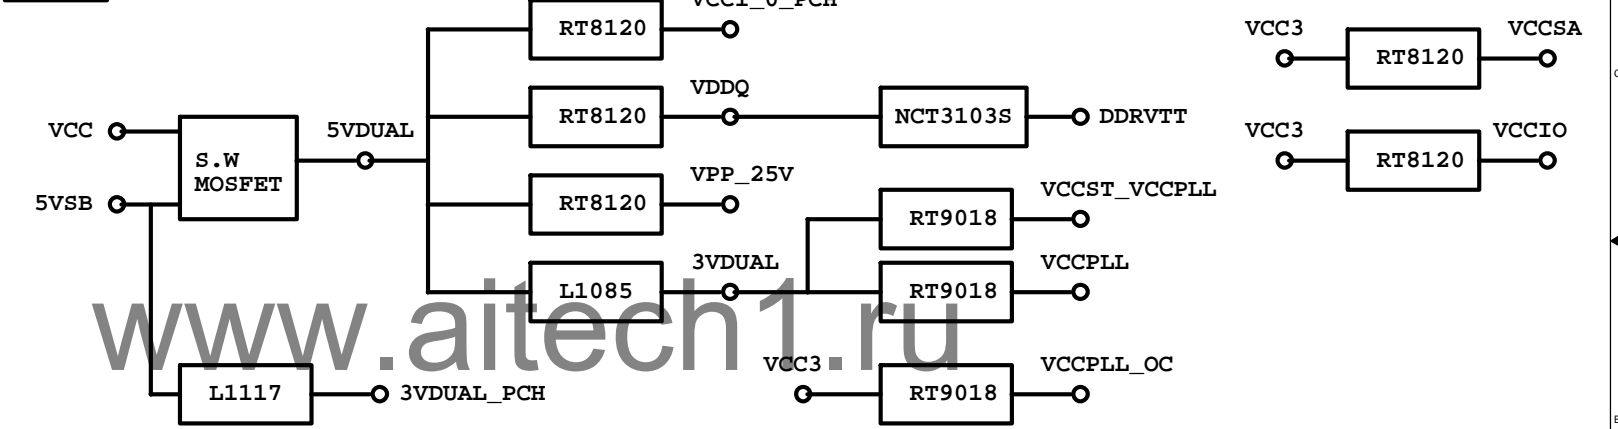 VCC1_0_PCH
RT8120
VCC3
RT8120
VCCSA
VDDQ
RT8120
NCT3103S
DDRVTT
VCC
5VDUAL
S.W
MOSFET
VCC3
RT8120
VCCIO
VPP_25V
5VSB
RT8120
VCCST_VCCPLL
RT9018
3VDUAL
L1085
VCCPLL
RT9018
www.aitech1.ru
L1117
3VDUAL_PCH
VCC3
RT9018
VCCPLL_OC